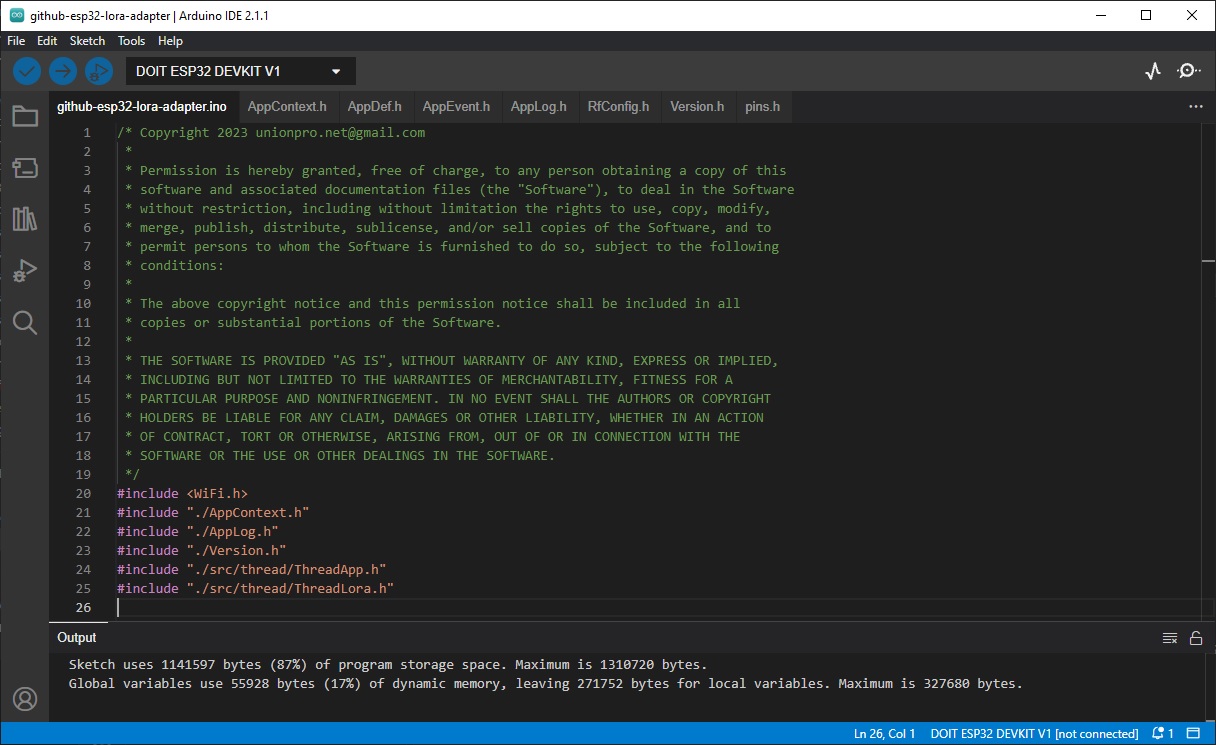 github-esp32-lora-adapter | Arduino IDE 2.1.1
File Edit Sketch Tools Help
DOIT ESP32 DEVKIT V1
github-esp32-lora-adapter.ino AppContext.h AppDef.h AppEvent.h AppLog.h RfConfig.h Version.h pins.h
1 /* Copyright 2023 unionpro.net@gmail.com
2 *
3 * Permission is hereby granted, free of charge, to any person obtaining a copy of this
4 * software and associated documentation files (the "Software"), to deal in the Software
5 * without restriction, including without limitation the rights to use, copy, modify,
6 * merge, publish, distribute, sublicense, and/or sell copies of the Software, and to
7 * permit persons to whom the Software is furnished to do so, subject to the following
8 * conditions:
9 *
10 * The above copyright notice and this permission notice shall be included in all
11 * copies or substantial portions of the Software.
12 *
13 * THE SOFTWARE IS PROVIDED "AS IS", WITHOUT WARRANTY OF ANY KIND, EXPRESS OR IMPLIED,
14 * INCLUDING BUT NOT LIMITED TO THE WARRANTIES OF MERCHANTABILITY, FITNESS FOR A
15 * PARTICULAR PURPOSE AND NONINFRINGEMENT. IN NO EVENT SHALL THE AUTHORS OR COPYRIGHT
16 * HOLDERS BE LIABLE FOR ANY CLAIM, DAMAGES OR OTHER LIABILITY, WHETHER IN AN ACTION
17 * OF CONTRACT, TORT OR OTHERWISE, ARISING FROM, OUT OF OR IN CONNECTION WITH THE
18 * SOFTWARE OR THE USE OR OTHER DEALINGS IN THE SOFTWARE.
19 */
20 #include <WiFi.h>
21 #include "./AppContext.h"
22 #include "./AppLog.h"
23 #include "./Version.h"
24 #include "./src/thread/ThreadApp.h"
25 #include "./src/thread/ThreadLora.h"
26
Output
Sketch uses 1141597 bytes (87%) of program storage space. Maximum is 1310720 bytes.
Global variables use 55928 bytes (17%) of dynamic memory, leaving 271752 bytes for local variables. Maximum is 327680 bytes.
Ln 26, Col 1 DOIT ESP32 DEVKIT V1 [not connected] 1